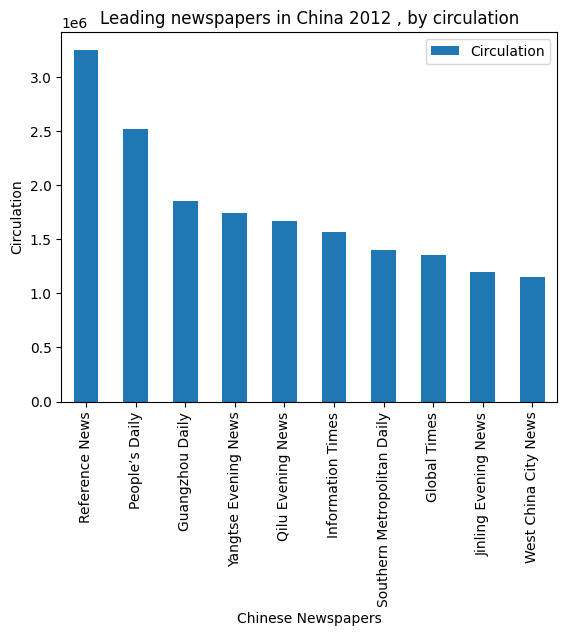 Leading newspapers in China 2012 , by circulation
1e6
Circulation
3.0
2.5
2.0
1.5
1.0
0.5
0.0
Circulation
Reference News
People’s Daily
Guangzhou Daily
Yangtse Evening News
Qilu Evening News
Information Times
Southern Metropolitan Daily
Global Times
Jinling Evening News
West China City News
Chinese Newspapers